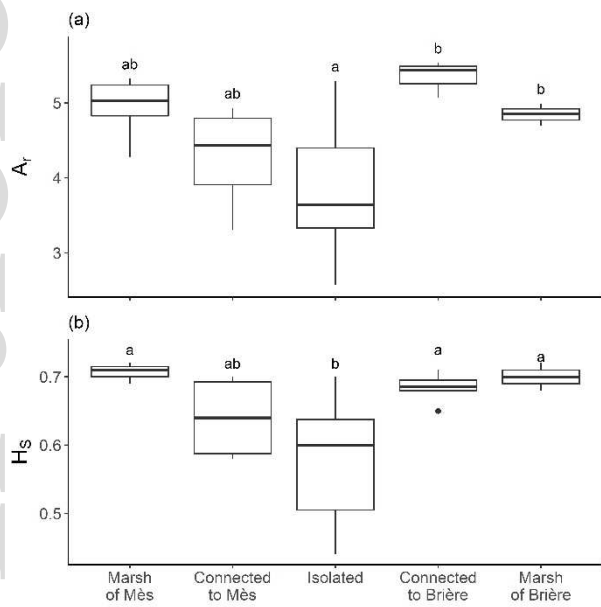 (a)
ab
ab
a
b
b
5
4
3
Ar
(b)
a
ab
b
a
a
0.7
0.6
0.5
HS
Marsh of Mès
Connected to Mès
Isolated
Connected to Brière
Marsh of Brière